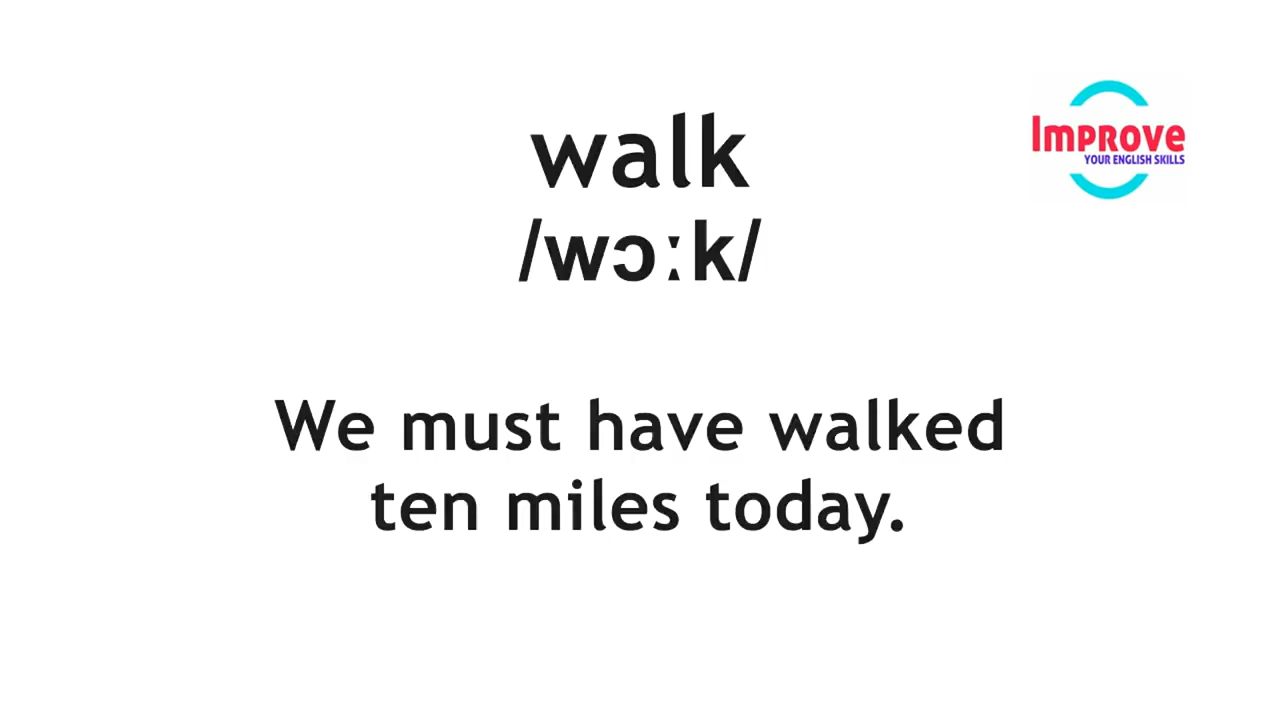 walk
/wɔːk/
Improve
YOUR ENGLISH SKILLS
We must have walked
ten miles today.